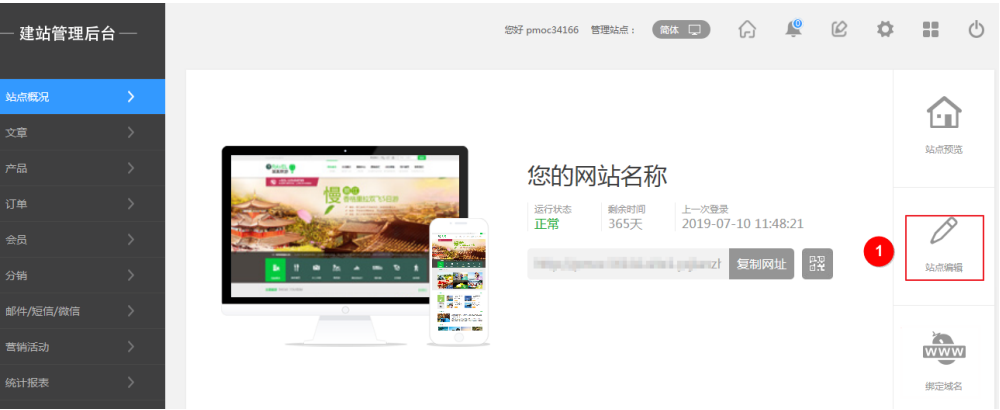 建站管理后台
您好 pmoc34166 管理站点： 简体
站点概况
文章
产品
订单
会员
分销
邮件/短信/微信
营销活动
统计报表
慢
您的网站名称
运行状态 剩余时间 上一次登录
正常 365天 2019-07-10 11:48:21
复制网址
站点预览
1
站点编辑
WWW
绑定域名